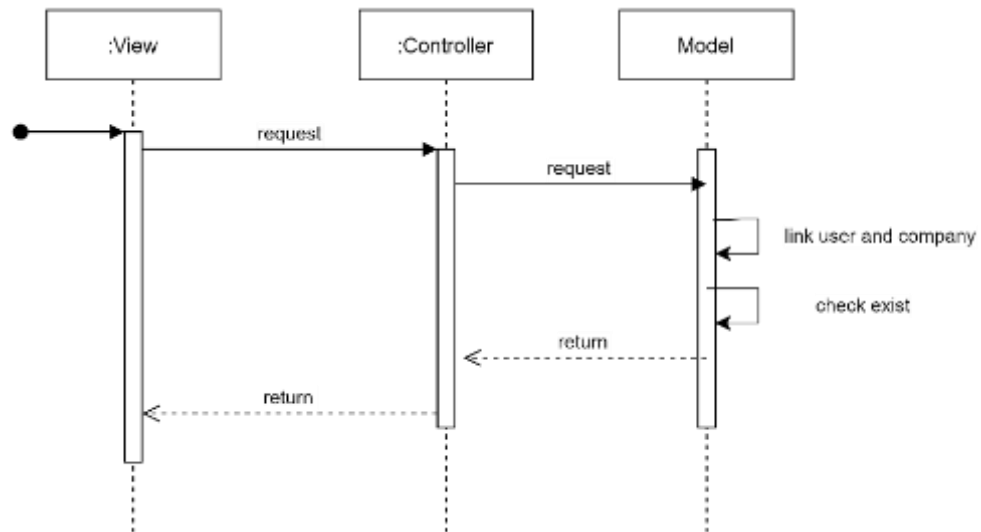 :View
:Controller
Model
request
request
link user and company
check exist
return
return